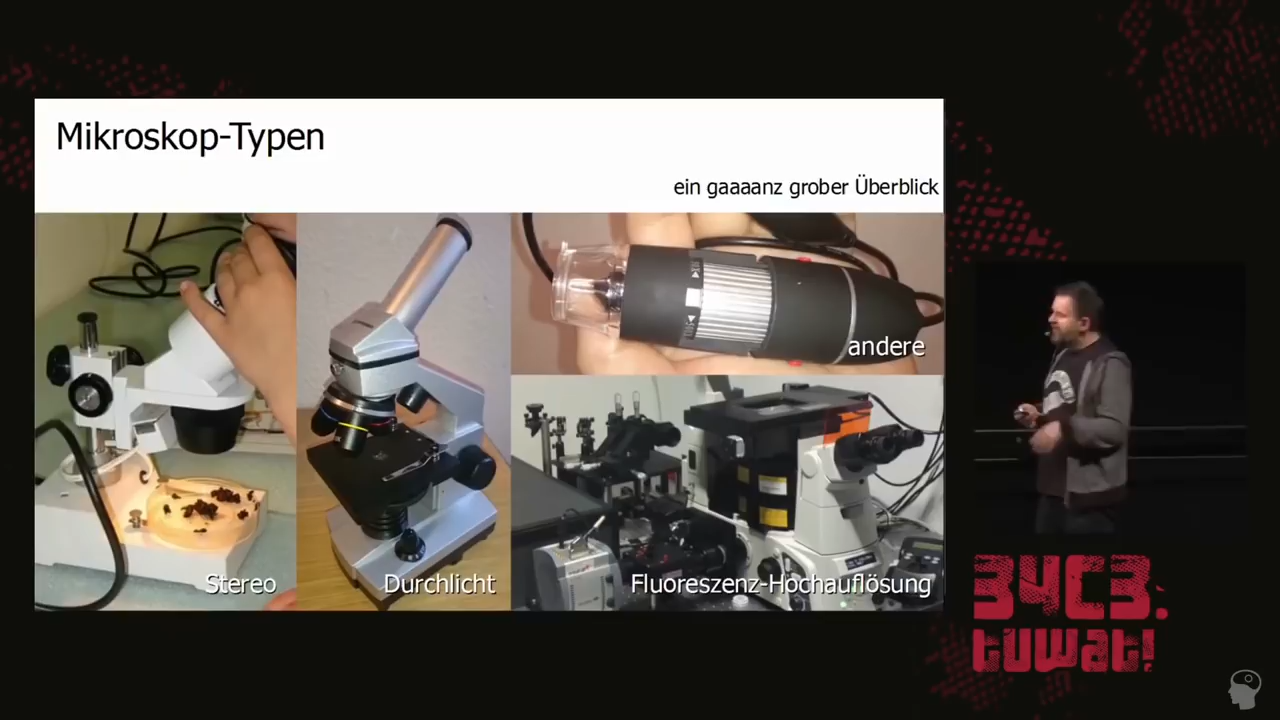 Mikroskop-Typen
ein gaaaanz grober Überblick
andere
Stereo
Durchlicht
Fluoreszenz-Hochauflösung
34C3.
tuwat!